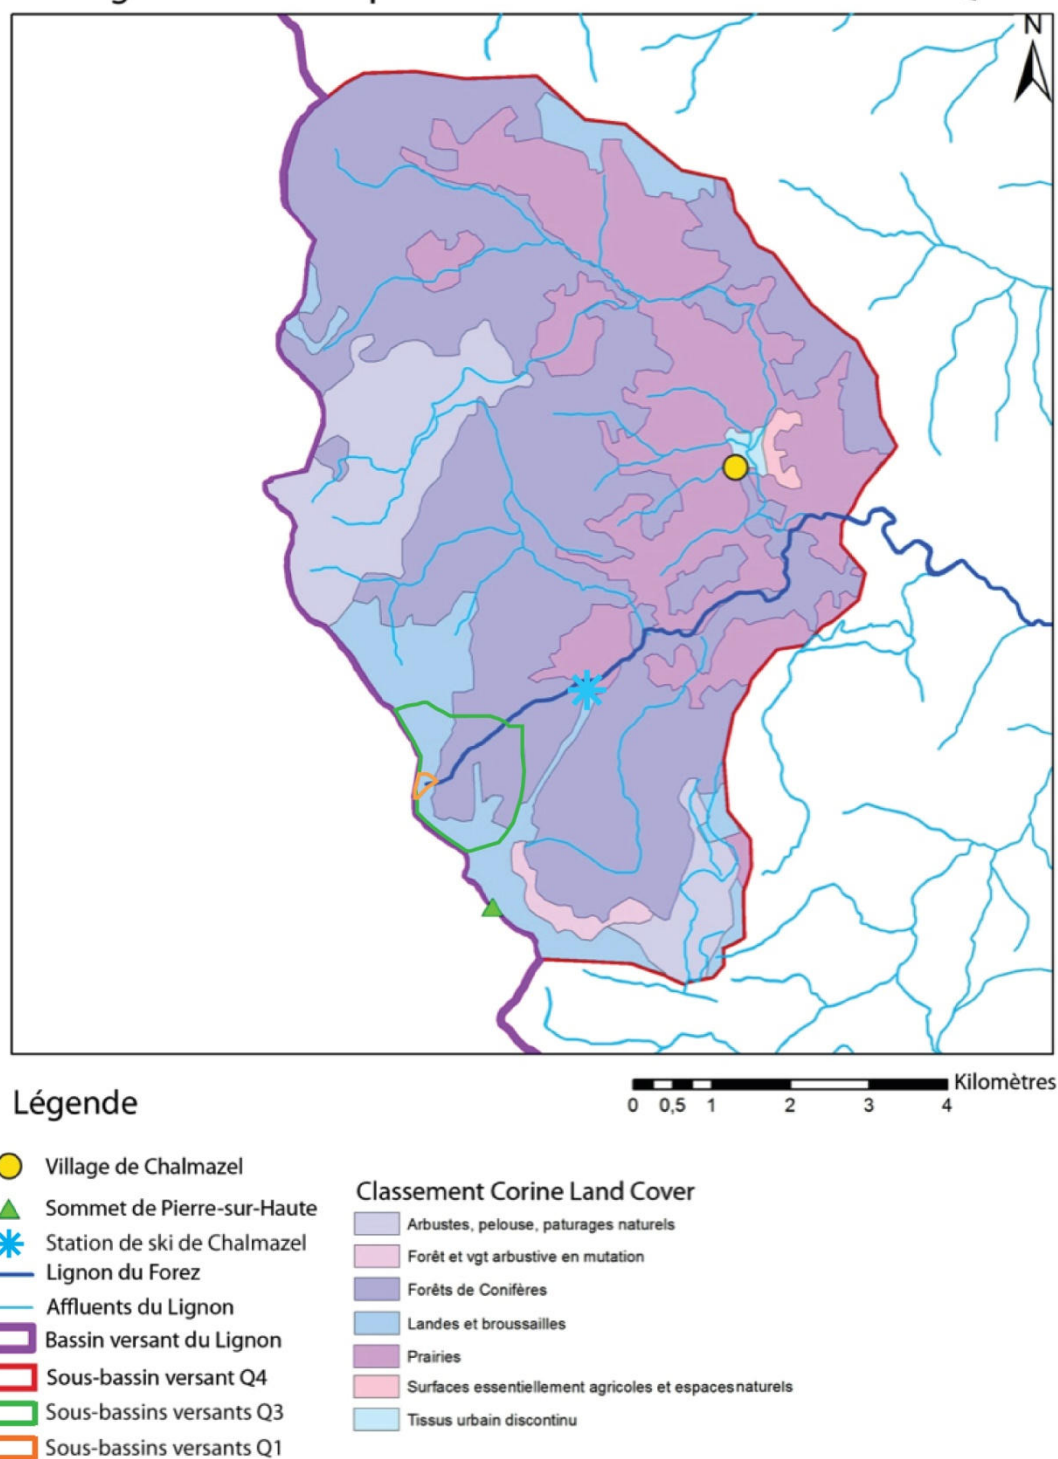 N
Kilomètres
0 0,5 1 2 3 4
Légende
Village de Chalmazel
Sommet de Pierre-sur-Haute
Station de ski de Chalmazel
Lignon du Forez
Affluents du Lignon
Bassin versant du Lignon
Sous-bassin versant Q4
Sous-bassins versants Q3
Sous-bassins versants Q1
Classement Corine Land Cover
Arbustes, pelouse, paturages naturels
Forêt et vgt arbustive en mutation
Forêts de Conifères
Landes et broussailles
Prairies
Surfaces essentiellement agricoles et espaces naturels
Tissus urbain discontinu